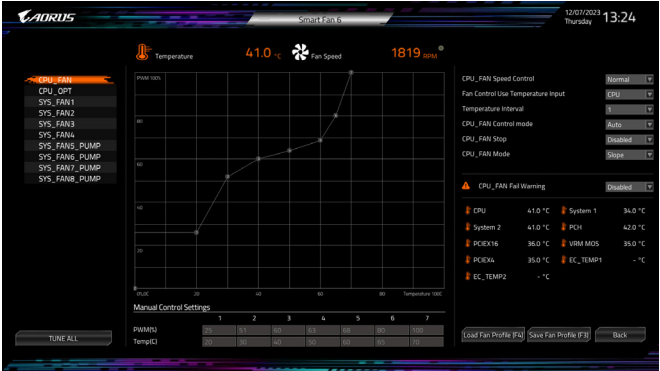 AORUS
Smart Fan 6
12/07/2023
Thursday
13:24
Temperature 41.0 °C Fan Speed 1819 RPM
CPU_FAN
CPU_OPT
SYS_FAN1
SYS_FAN2
SYS_FAN3
SYS_FAN4
SYS_FAN5_PUMP
SYS_FAN6_PUMP
SYS_FAN7_PUMP
SYS_FAN8_PUMP
TUNE ALL
PWM 100%
80
60
40
20
0%,0C 20 40 60 80 Temperature 100C
Manual Control Settings
1 2 3 4 5 6 7
PWM(%) 25 51 60 63 68 80 100
Temp(C) 20 30 40 50 60 65 70
CPU_FAN Speed Control Normal
Fan Control Use Temperature Input CPU
Temperature Interval 1
CPU_FAN Control mode Auto
CPU_FAN Stop Disabled
CPU_FAN Mode Slope
CPU_FAN Fail Warning Disabled
CPU 41.0 °C System 1 34.0 °C
System 2 41.0 °C PCH 42.0 °C
PCIEX16 36.0 °C VRM MOS 35.0 °C
PCIEX4 35.0 °C EC_TEMP1 - °C
EC_TEMP2 - °C
Load Fan Profile (F4) Save Fan Profile (F3) Back